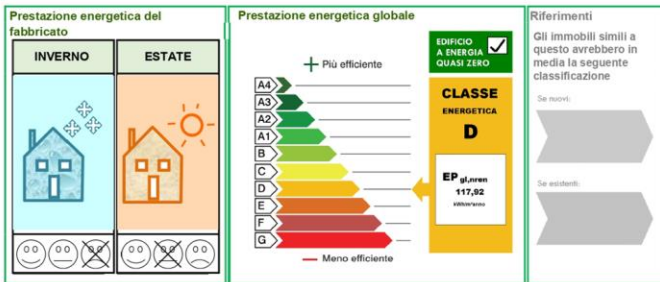 Prestazione energetica del
fabbricato
INVERNO
ESTATE
Prestazione energetica globale
Più efficiente
A4
A3
A2
A1
B
C
D
E
F
G
Meno efficiente
EDIFICIO
A ENERGIA
QUASI ZERO
CLASSE
ENERGETICA
D
EP gl,nren
117,92
kWh/m²anno
Riferimenti
Gli immobili simili a
questo avrebbero in
media la seguente
classificazione
Se nuovi:
Se esistenti: